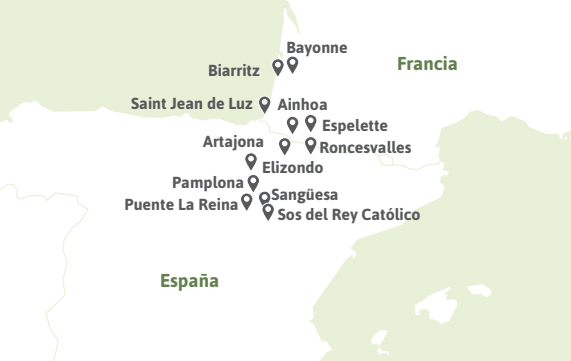 Bayonne
Francia
Biarritz
Saint Jean de Luz
Ainhoa
Espelette
Artajona
Roncesvalles
Elizondo
Pamplona
Sangüesa
Puente La Reina
Sos del Rey Católico
España